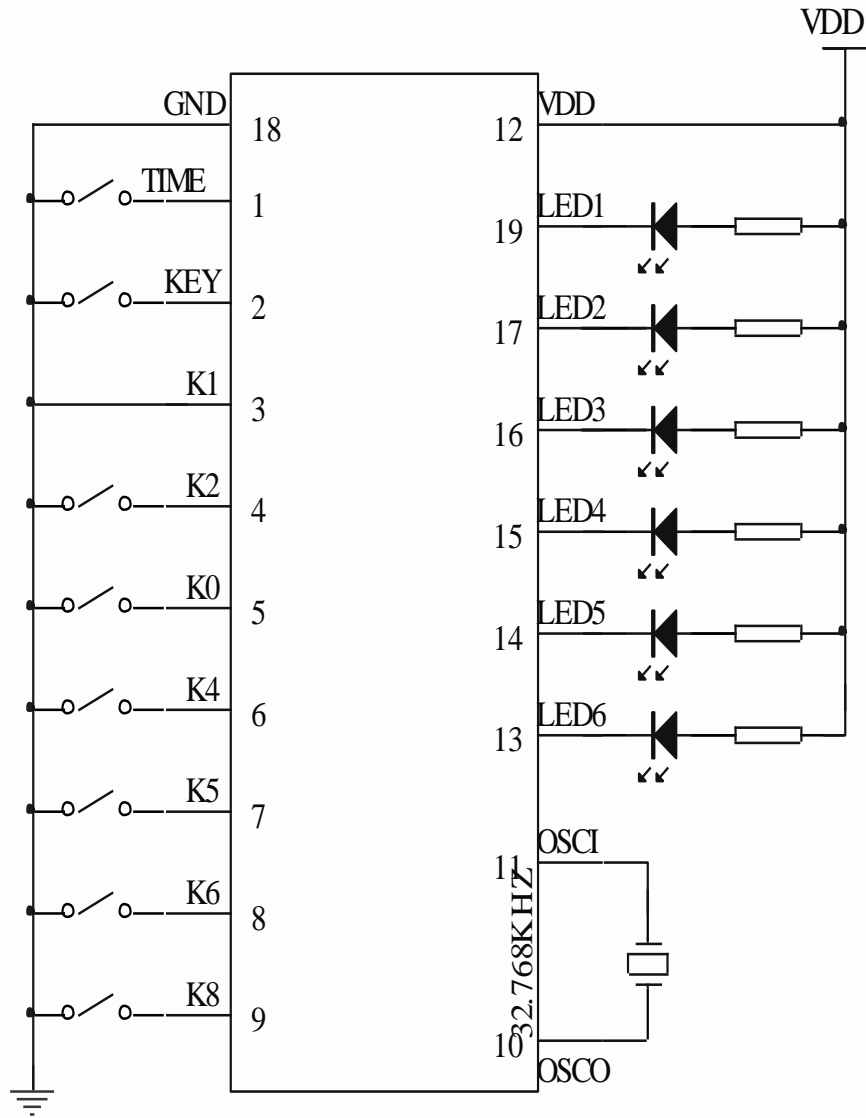 VDD
GND 18 12 VDD
TIME 1
19 LED1
KEY 2
17 LED2
K1 3
16 LED3
K2 4
15 LED4
K0 5
14 LED5
K4 6
13 LED6
K5 7
11 OSCI
K6 8
32.768KHZ
K8 9
10 OSCO